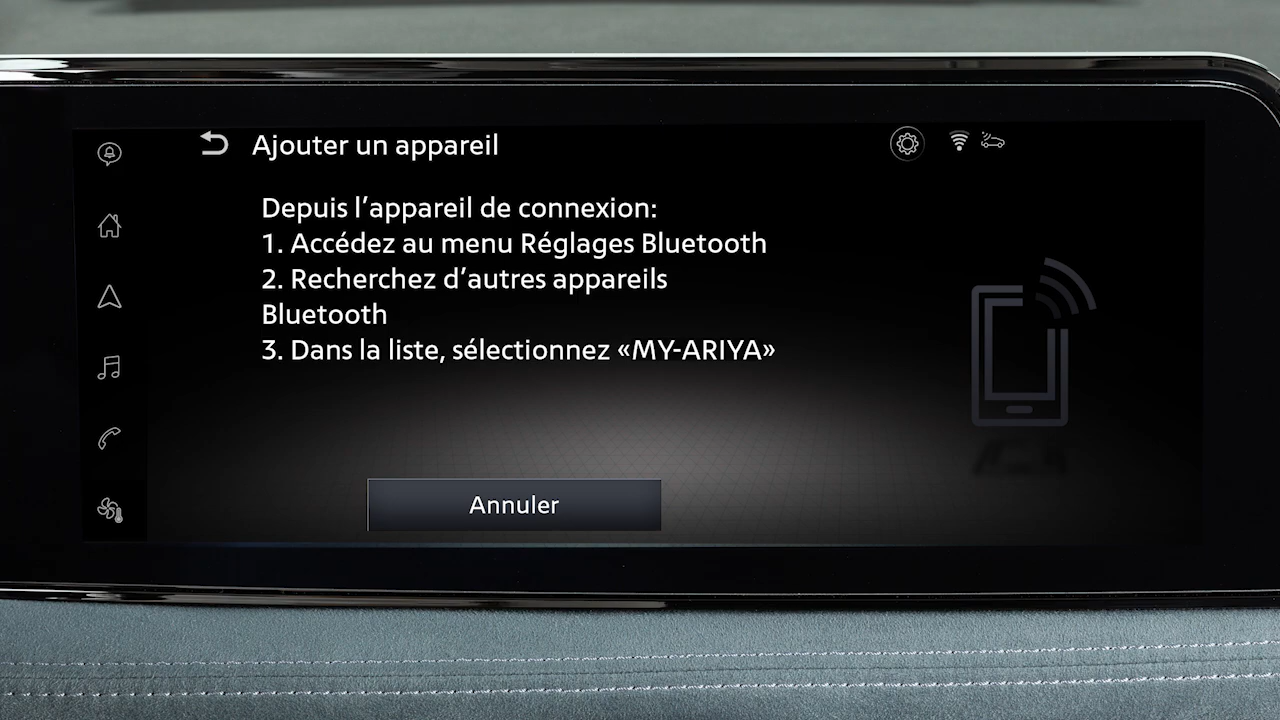 Ajouter un appareil
Depuis l’appareil de connexion:
1. Accédez au menu Réglages Bluetooth
2. Recherchez d’autres appareils
Bluetooth
3. Dans la liste, sélectionnez «MY-ARIYA»
Annuler